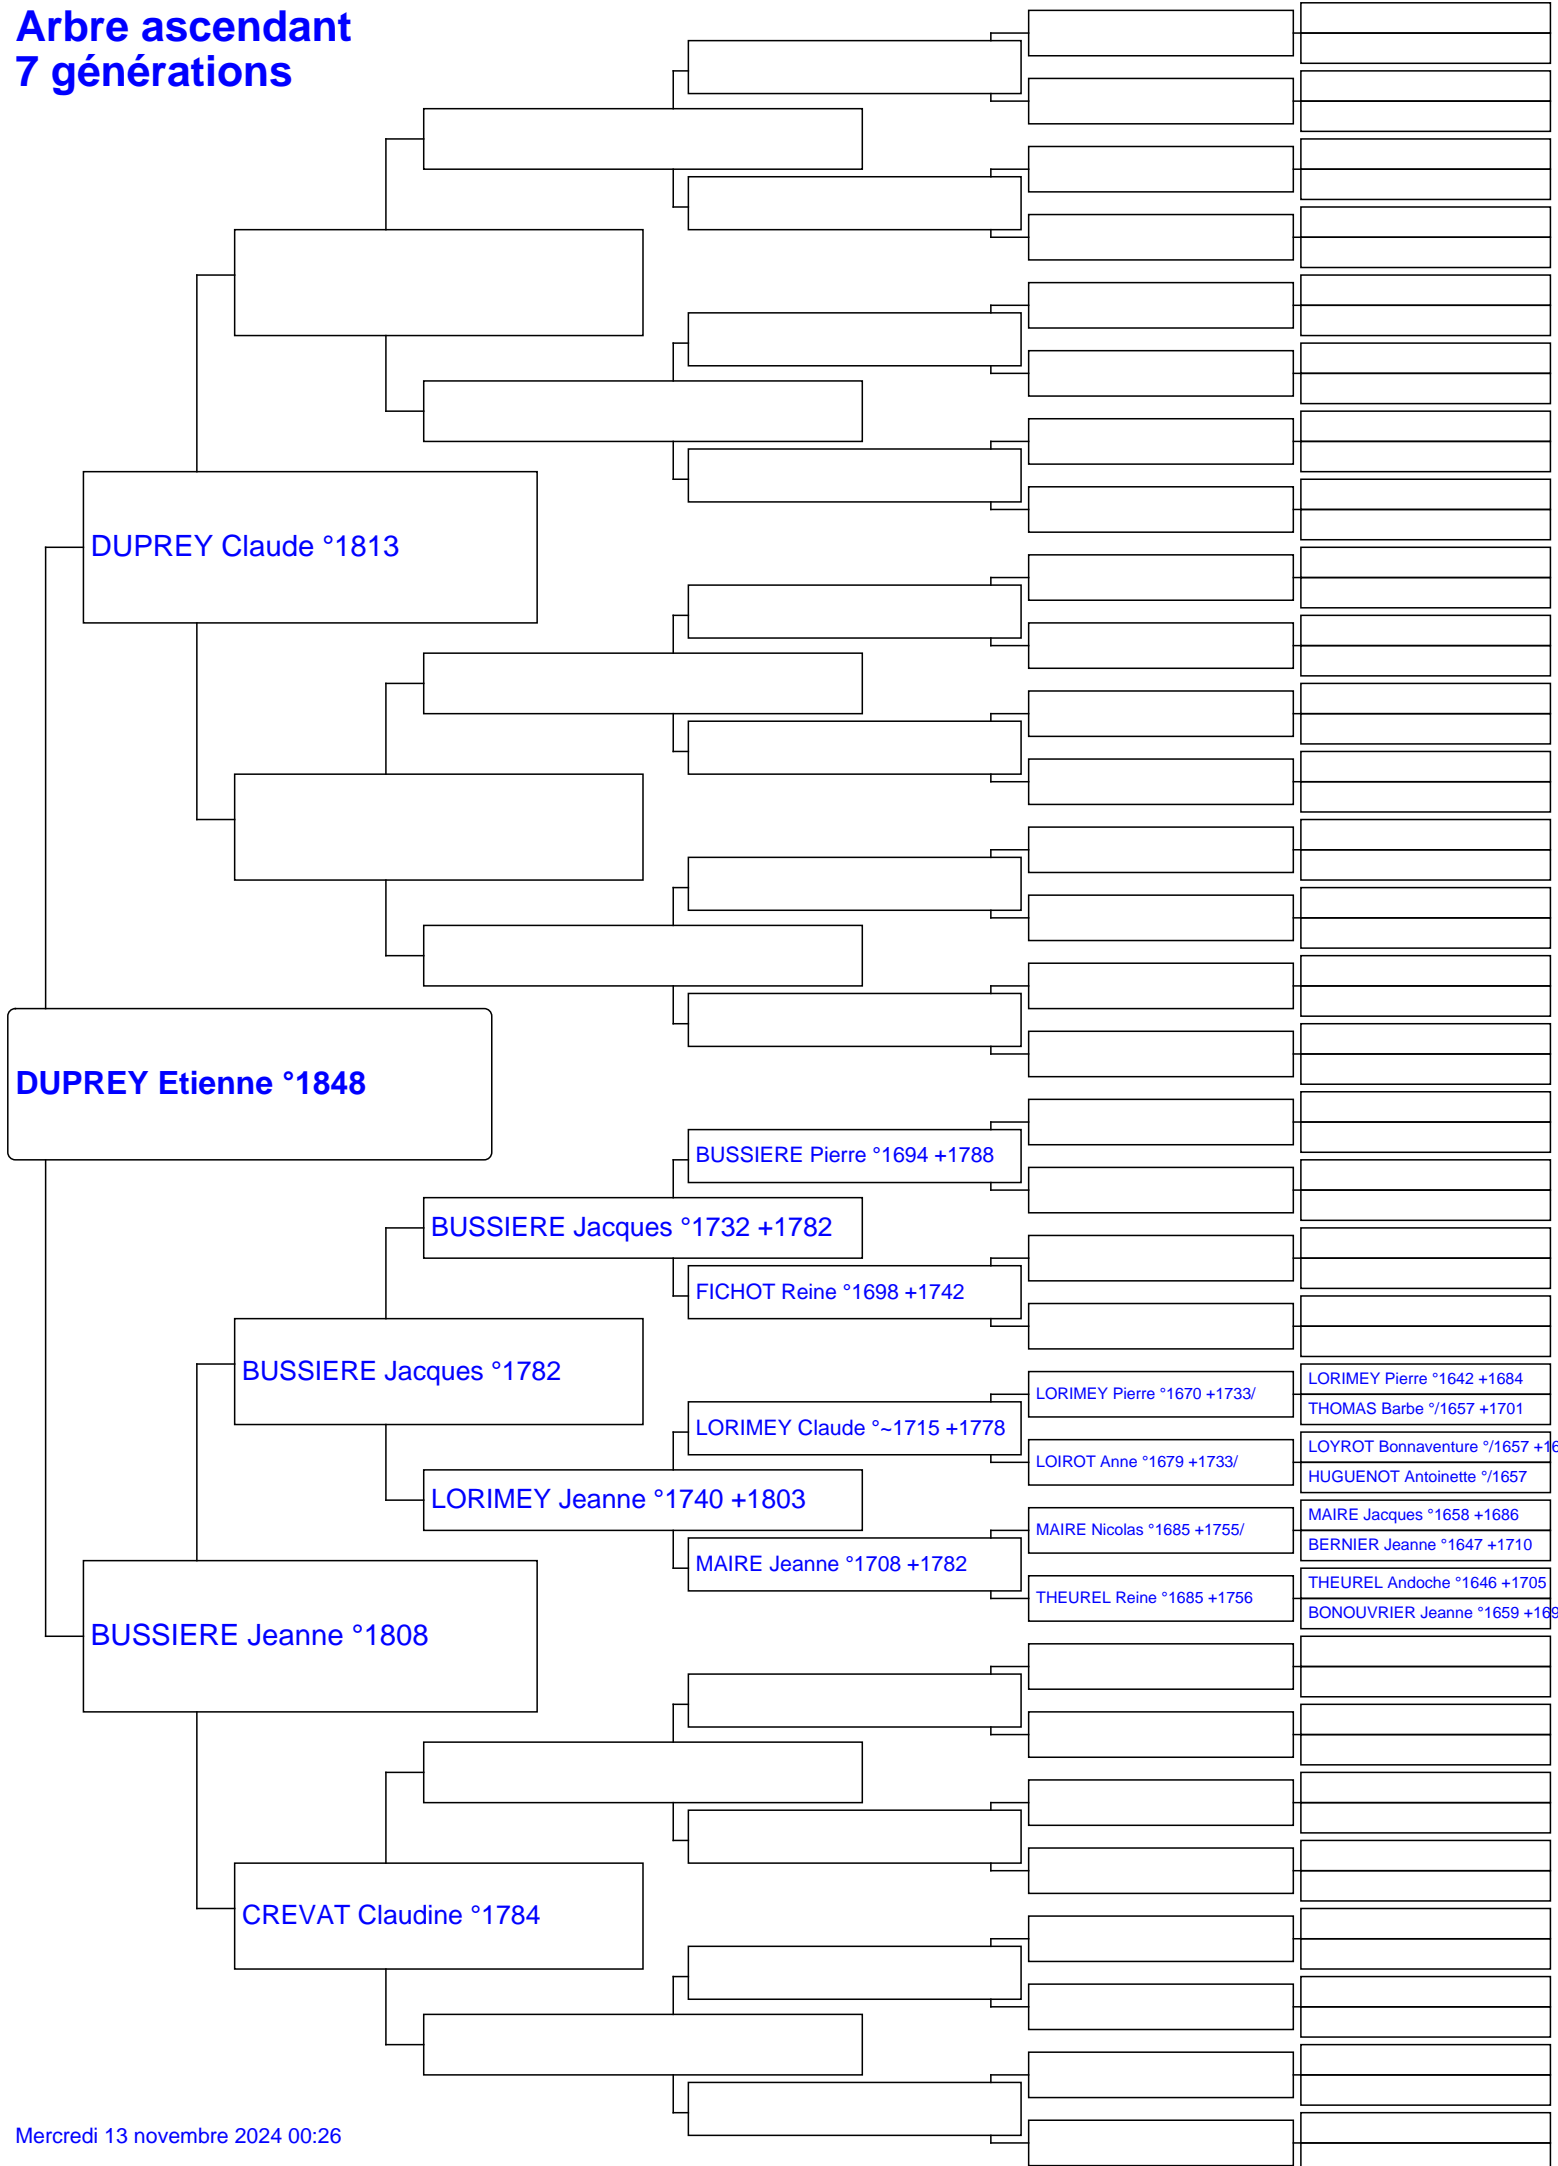 Arbre ascendant
7 générations
DUPREY Claude °1813
DUPREY Etienne °1848
BUSSIERE Pierre °1694 +1788
BUSSIERE Jacques °1732 +1782
FICHOT Reine °1698 +1742
BUSSIERE Jacques °1782
LORIMEY Pierre °1642 +1684
LORIMEY Pierre °1670 +1733/
THOMAS Barbe °/1657 +1701
LORIMEY Claude °~1715 +1778
LOYROT Bonnaventure °/1657 +16
LOIROT Anne °1679 +1733/
HUGUENOT Antoinette °/1657
LORIMEY Jeanne °1740 +1803
MAIRE Jacques °1658 +1686
MAIRE Nicolas °1685 +1755/
BERNIER Jeanne °1647 +1710
MAIRE Jeanne °1708 +1782
THEUREL Andoche °1646 +1705
THEUREL Reine °1685 +1756
BONOUVRIER Jeanne °1659 +169
BUSSIERE Jeanne °1808
CREVAT Claudine °1784
Mercredi 13 novembre 2024 00:26